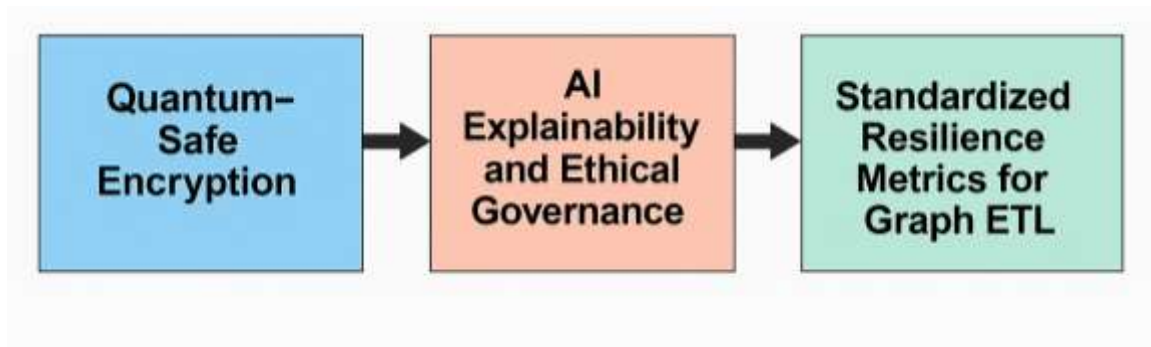 Quantum–
Safe
Encryption
AI
Explainability
and Ethical
Governance
Standardized
Resilience
Metrics for
Graph ETL